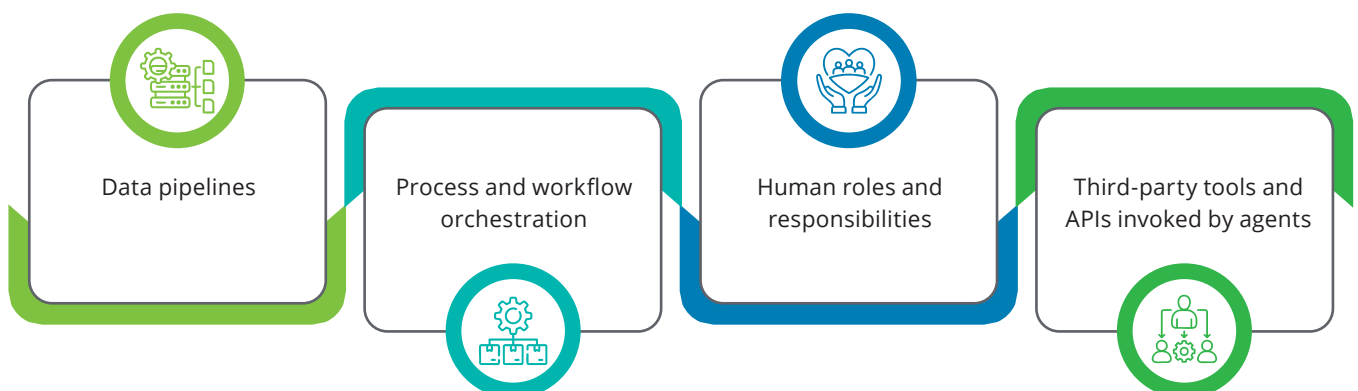 Data pipelines
Process and workflow
orchestration
Human roles and
responsibilities
Third-party tools and
APIs invoked by agents